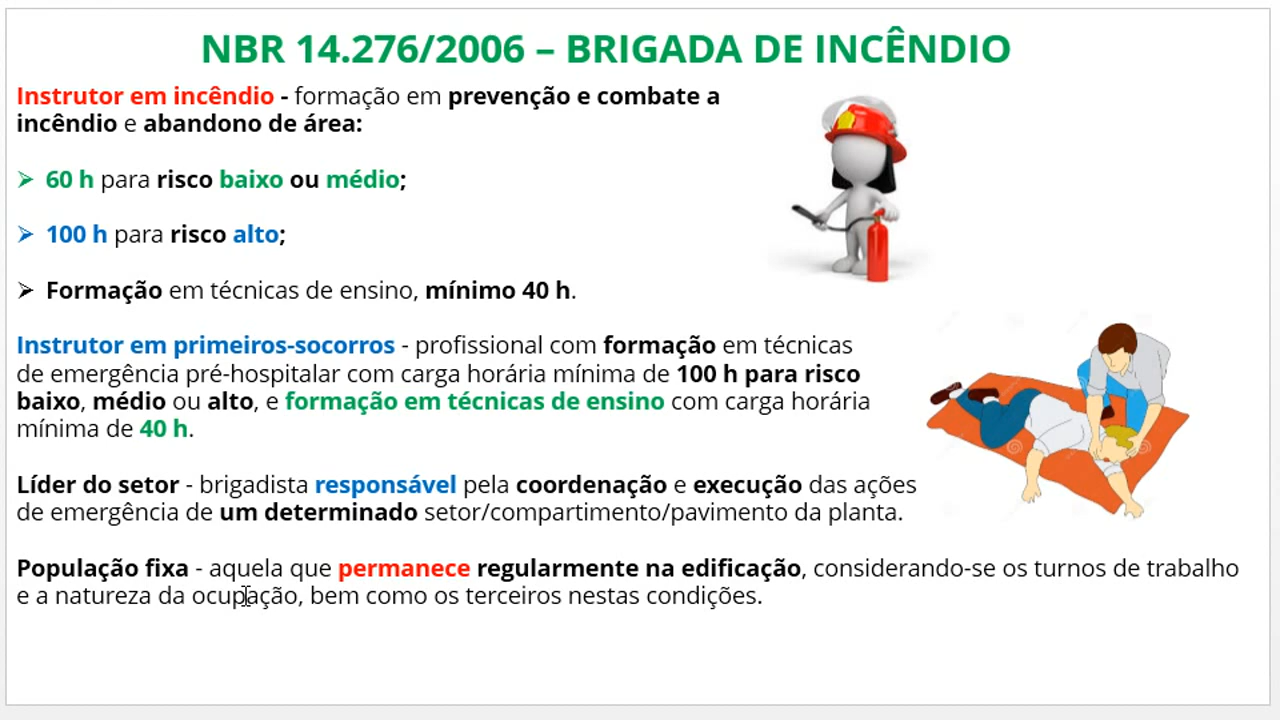 NBR 14.276/2006 – BRIGADA DE INCÊNDIO
Instrutor em incêndio - formação em prevenção e combate a
incêndio e abandono de área:
➢ 60 h para risco baixo ou médio;
➢ 100 h para risco alto;
➢ Formação em técnicas de ensino, mínimo 40 h.
Instrutor em primeiros-socorros - profissional com formação em técnicas
de emergência pré-hospitalar com carga horária mínima de 100 h para risco
baixo, médio ou alto, e formação em técnicas de ensino com carga horária
mínima de 40 h.
Líder do setor - brigadista responsável pela coordenação e execução das ações
de emergência de um determinado setor/compartimento/pavimento da planta.
População fixa - aquela que permanece regularmente na edificação, considerando-se os turnos de trabalho
e a natureza da ocupação, bem como os terceiros nestas condições.